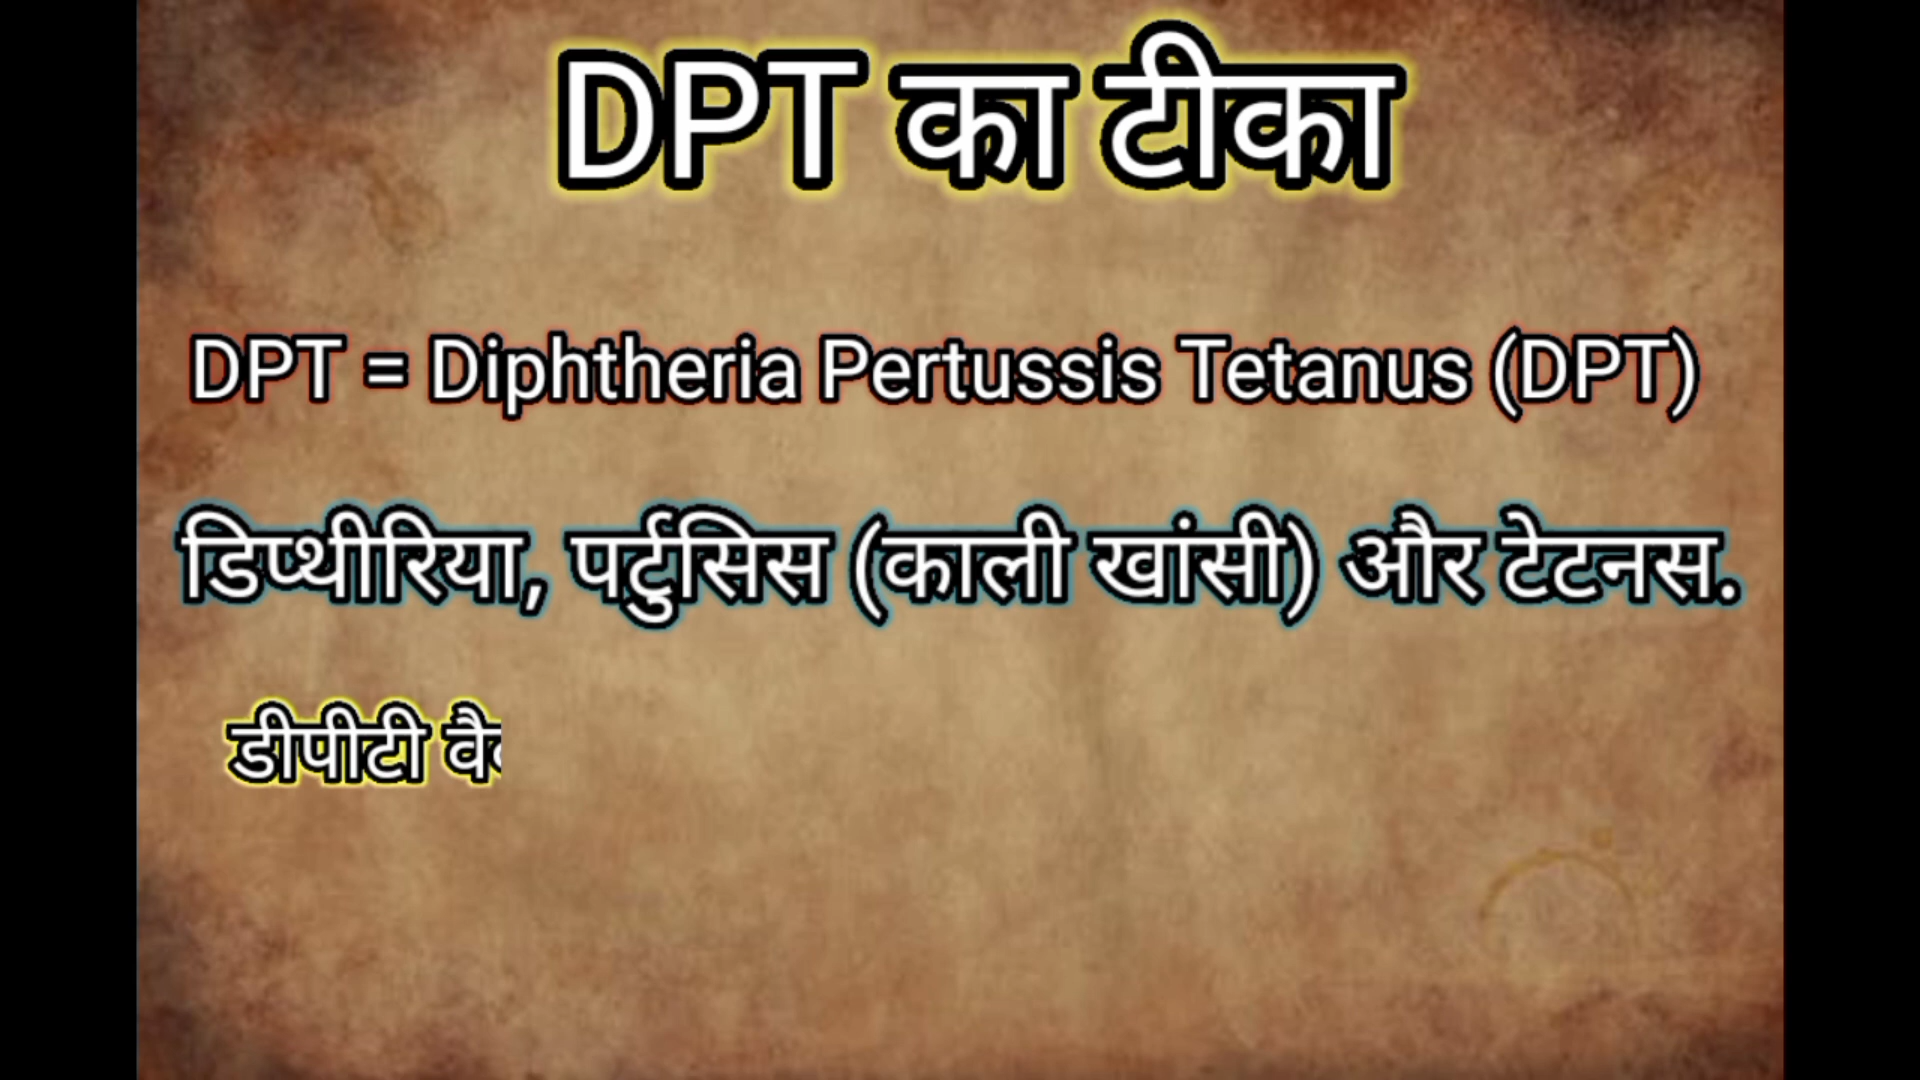 DPT का टीका
DPT = Diphtheria Pertussis Tetanus (DPT)
डिप्थीरिया, पर्टुसिस (काली खांसी) और टेटनस.
डीपीटी